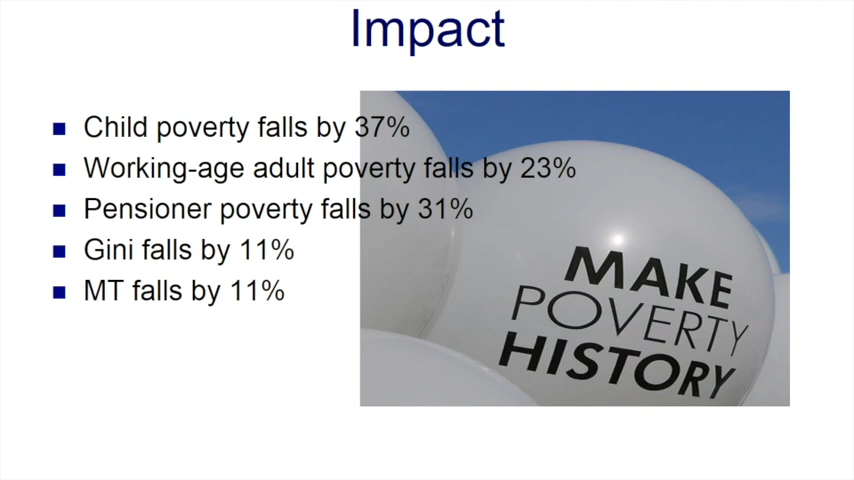 Impact
Child poverty falls by 37%
Working-age adult poverty falls by 23%
Pensioner poverty falls by 31%
Gini falls by 11%
MT falls by 11%
MAKE
POVERTY
HISTORY